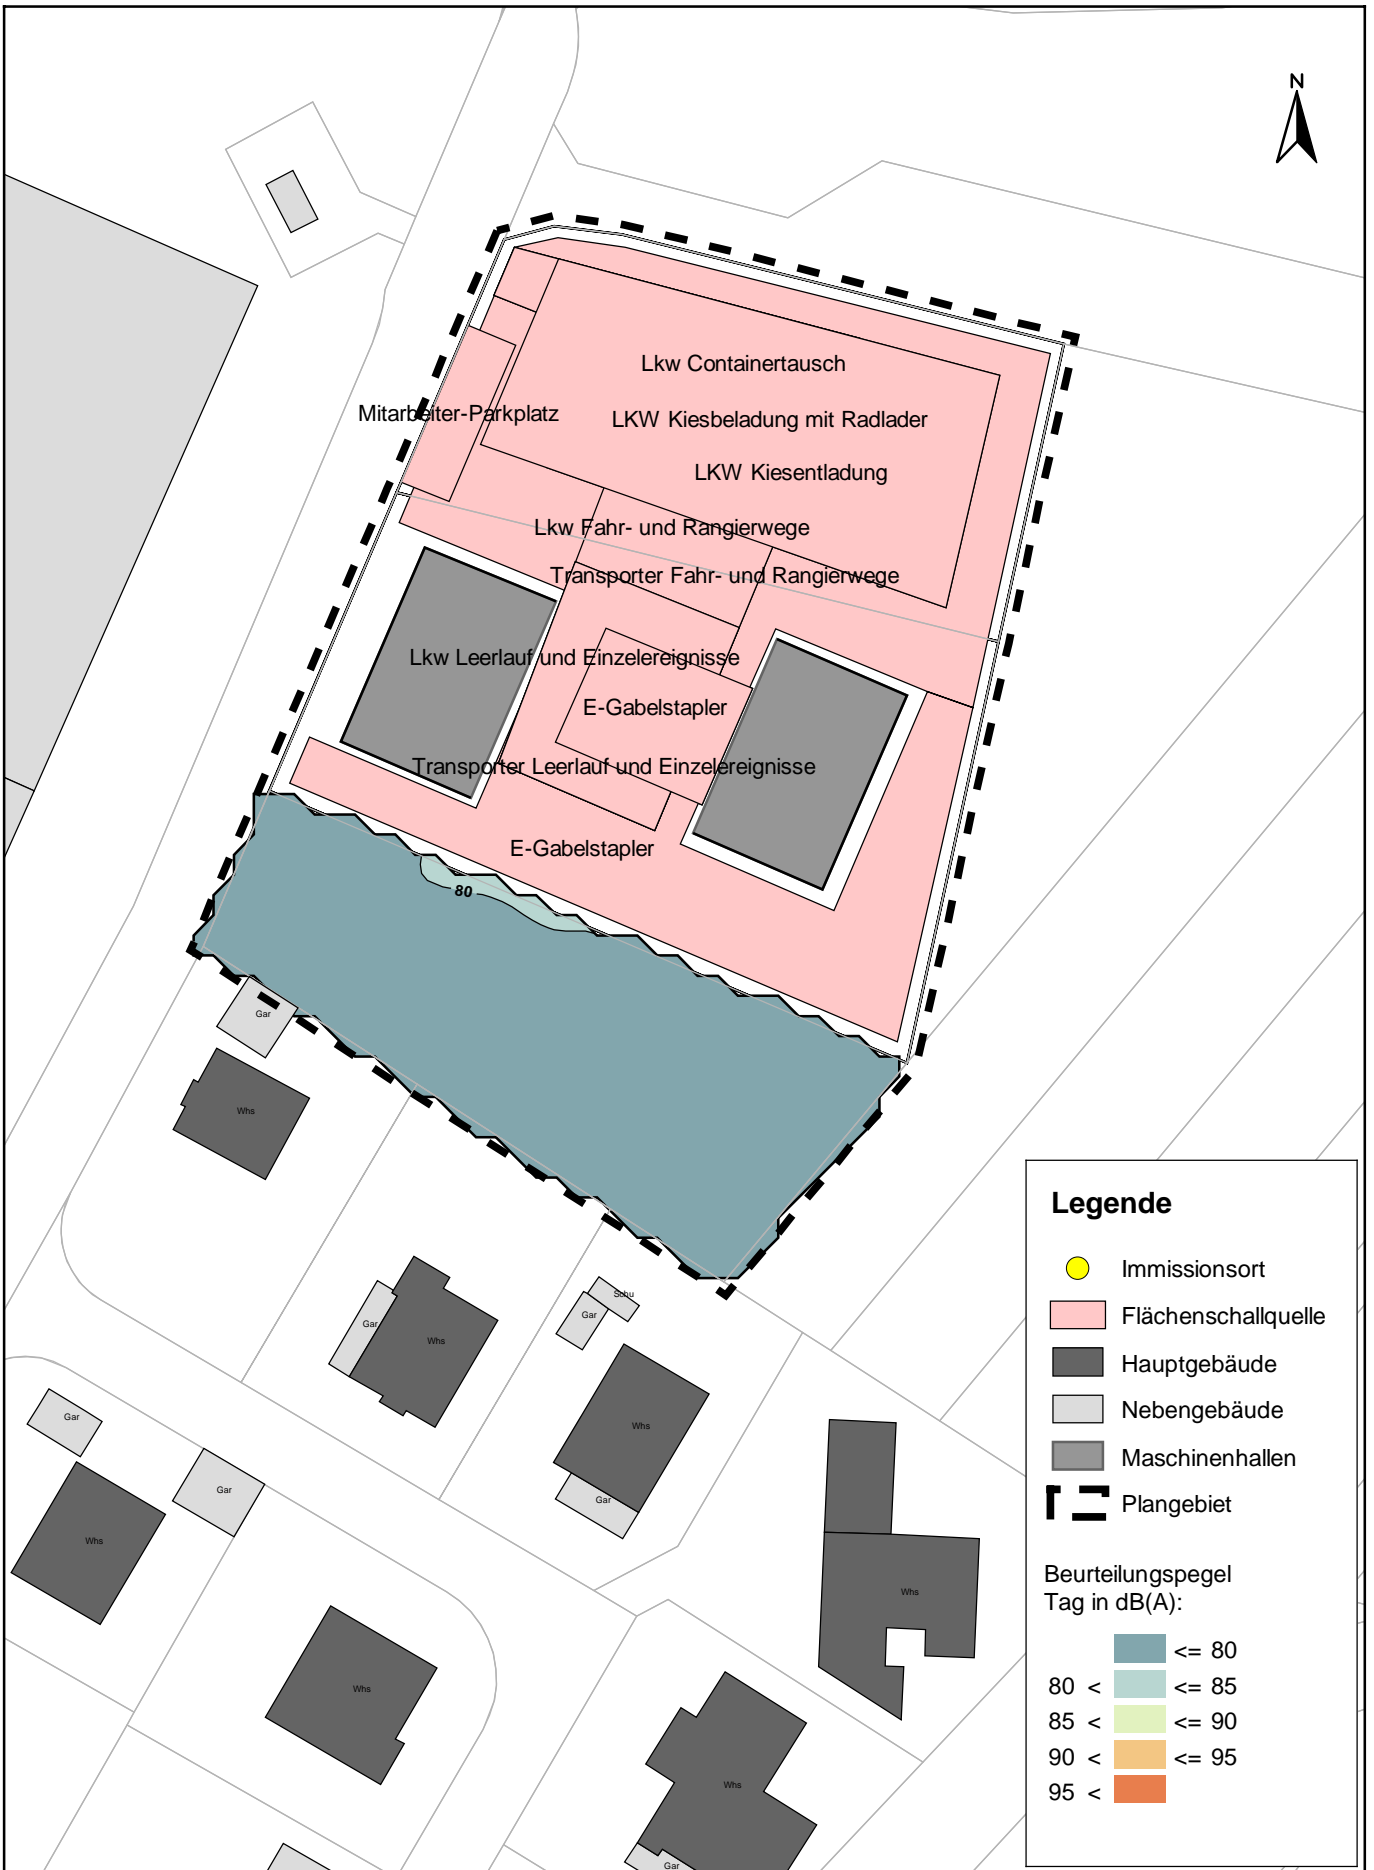 N
Lkw Containertausch
Mitarbeiter-Parkplatz
LKW Kiesbeladung mit Radlader
LKW Kiesentladung
Lkw Fahr- und Rangierwege
Transporter Fahr- und Rangierwege
Lkw Leerlauf und Einzelereignisse
E-Gabelstapler
Transporter Leerlauf und Einzelereignisse
E-Gabelstapler
80
Gar
Whs
Schu
Gar
Gar
Whs
Gar
Whs
Gar
Gar
Whs
Whs
Whs
Whs
Gar
Legende
Immissionsort
Flächenschallquelle
Hauptgebäude
Nebengebäude
Maschinenhallen
Plangebiet
Beurteilungspegel
Tag in dB(A):
<= 80
80 < <= 85
85 < <= 90
90 < <= 95
95 <